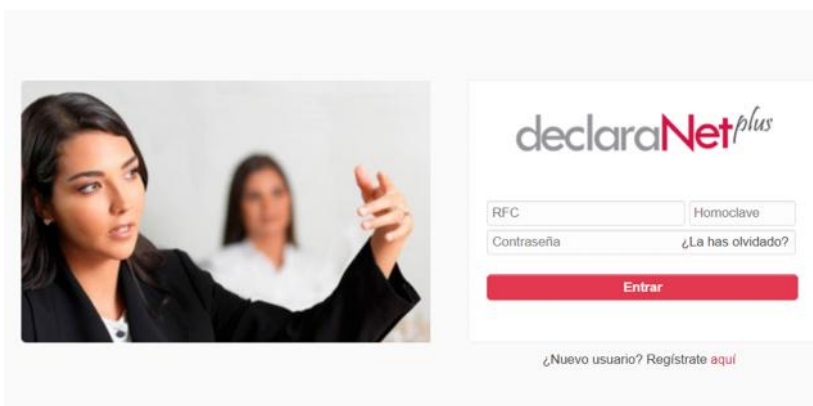 declaraNetplus
RFC Homoclave
Contraseña ¿La has olvidado?
Entrar
¿Nuevo usuario? Regístrate aquí